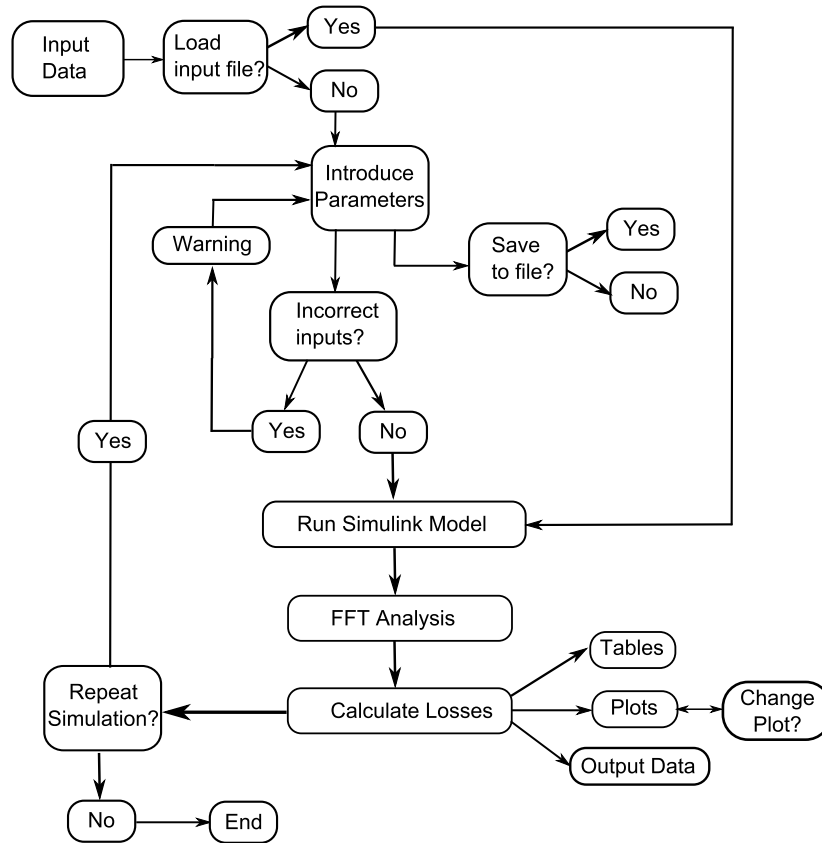 Input
Data
Load
input file?
Yes
No
Introduce
Parameters
Warning
Save
to file?
Yes
No
Incorrect
inputs?
Yes
No
Yes
Run Simulink Model
FFT Analysis
Calculate Losses
Tables
Plots
Change
Plot?
Output Data
Repeat
Simulation?
No
End